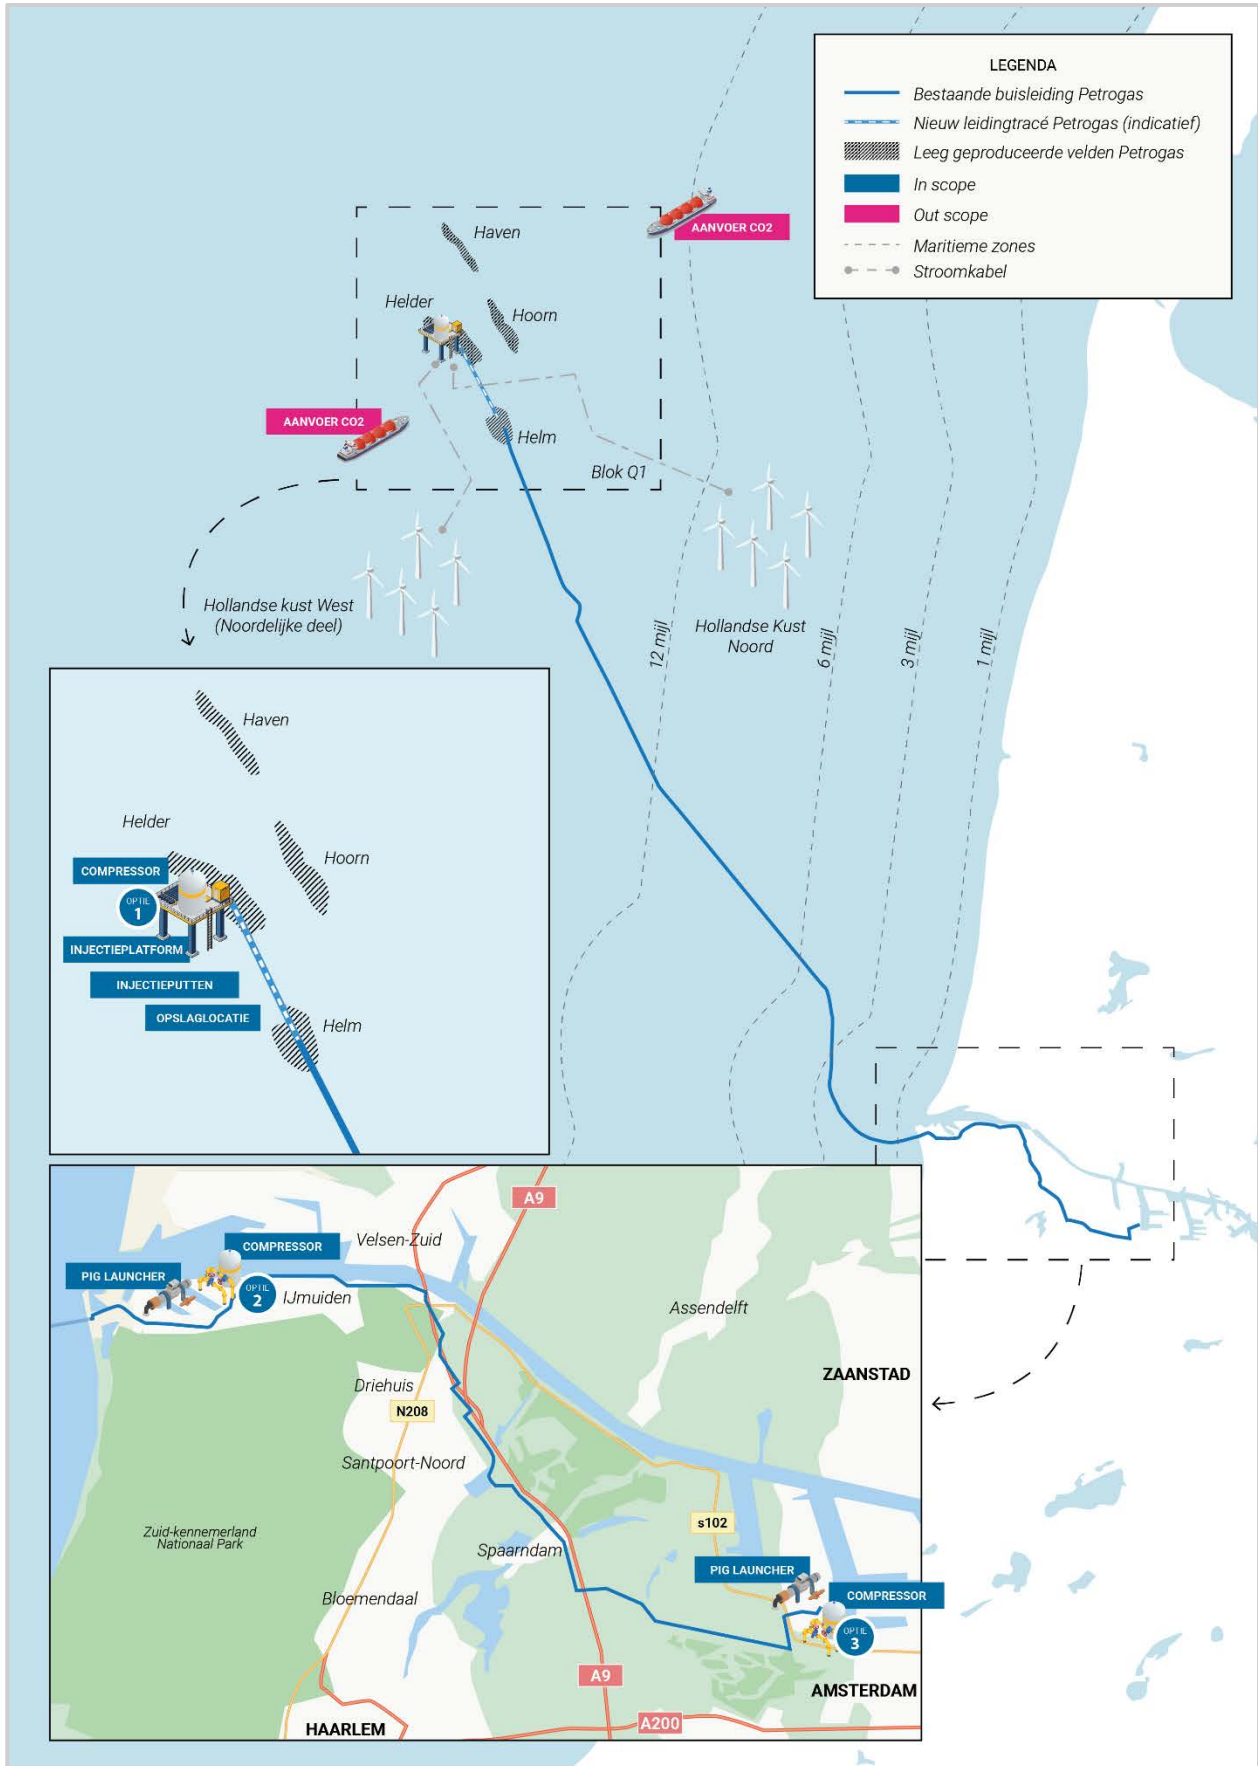 LEGENDA
Bestaande buisleiding Petrogas
Nieuw leidingtracé Petrogas (indicatief)
Leeg geproduceerde velden Petrogas
In scope
Out scope
Maritieme zones
Stroomkabel
AANVOER CO2
Haven
Helder
Hoorn
AANVOER CO2
Helm
Blok Q1
Hollandse kust West
(Noordelijke deel)
Hollandse Kust
Noord
12 mijl
6 mijl
3 mijl
1 mijl
Haven
Helder
Hoorn
COMPRESSOR
OPTIE
1
INJECTIEPLATFORM
INJECTIEPUTTEN
OPSLAGLOCATIE
Helm
A9
Velsen-Zuid
COMPRESSOR
PIG LAUNCHER
OPTIE
2
IJmuiden
Assendelft
ZAANSTAD
Driehuis
N208
Santpoort-Noord
s102
Zuid-kennemerland
Nationaal Park
Spaarndam
PIG LAUNCHER
COMPRESSOR
Bloemendaal
OPTIE
3
A9
AMSTERDAM
HAARLEM
A200